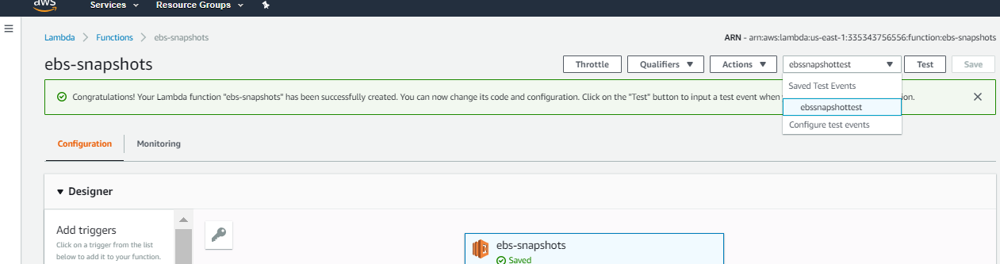 aws Services Resource Groups
Lambda Functions ebs-snapshots ARN - arn:aws:lambda:us-east-1:335343756556:function:ebs-snapshots
ebs-snapshots Throttle Qualifiers Actions ebssnapshottest Test Save
Saved Test Events
Congratulations! Your Lambda function "ebs-snapshots" has been successfully created. You can now change its code and configuration. Click on the "Test" button to input a test event when
ebssnapshottest
Configure test events
Configuration Monitoring
Designer
Add triggers
Click on a trigger from the list
below to add it to your function.
ebs-snapshots
Saved